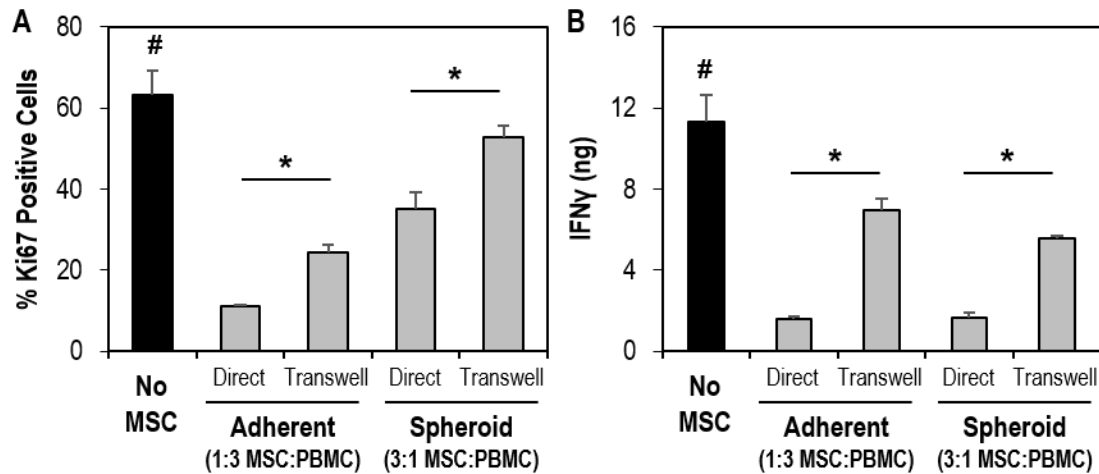 A
% Ki67 Positive Cells
80
60
40
20
0
#
*
*
No
MSC
Direct
Transwell
Direct
Transwell
Adherent
(1:3 MSC:PBMC)
Spheroid
(3:1 MSC:PBMC)
B
IFNγ (ng)
16
12
8
4
0
#
*
*
No
MSC
Direct
Transwell
Direct
Transwell
Adherent
(1:3 MSC:PBMC)
Spheroid
(3:1 MSC:PBMC)